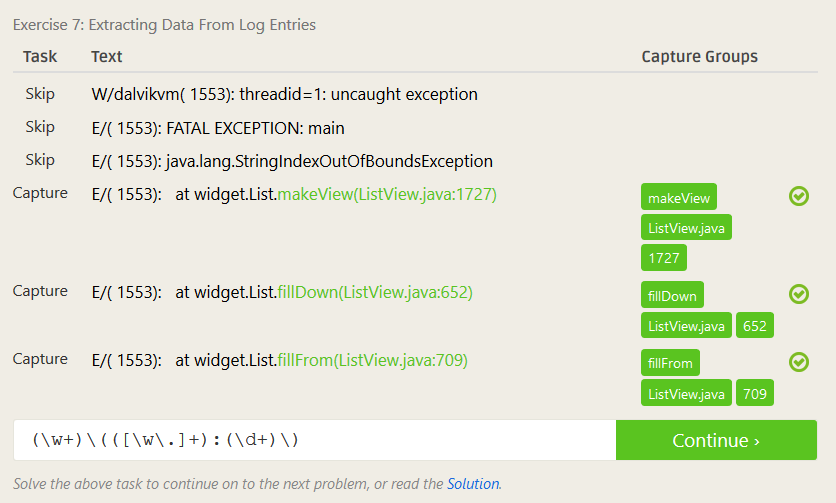 Exercise 7: Extracting Data From Log Entries
Task Text Capture Groups
Skip W/dalvikvm( 1553): threadid=1: uncaught exception
Skip E/( 1553): FATAL EXCEPTION: main
Skip E/( 1553): java.lang.StringIndexOutOfBoundsException
Capture E/( 1553):   at widget.List.makeView(ListView.java:1727) makeView
ListView.java
1727
Capture E/( 1553):   at widget.List.fillDown(ListView.java:652) fillDown
ListView.java 652
Capture E/( 1553):   at widget.List.fillFrom(ListView.java:709) fillFrom
ListView.java 709
(\w+)\(([\w\.]+):(\d+)\) Continue ›
Solve the above task to continue on to the next problem, or read the Solution.